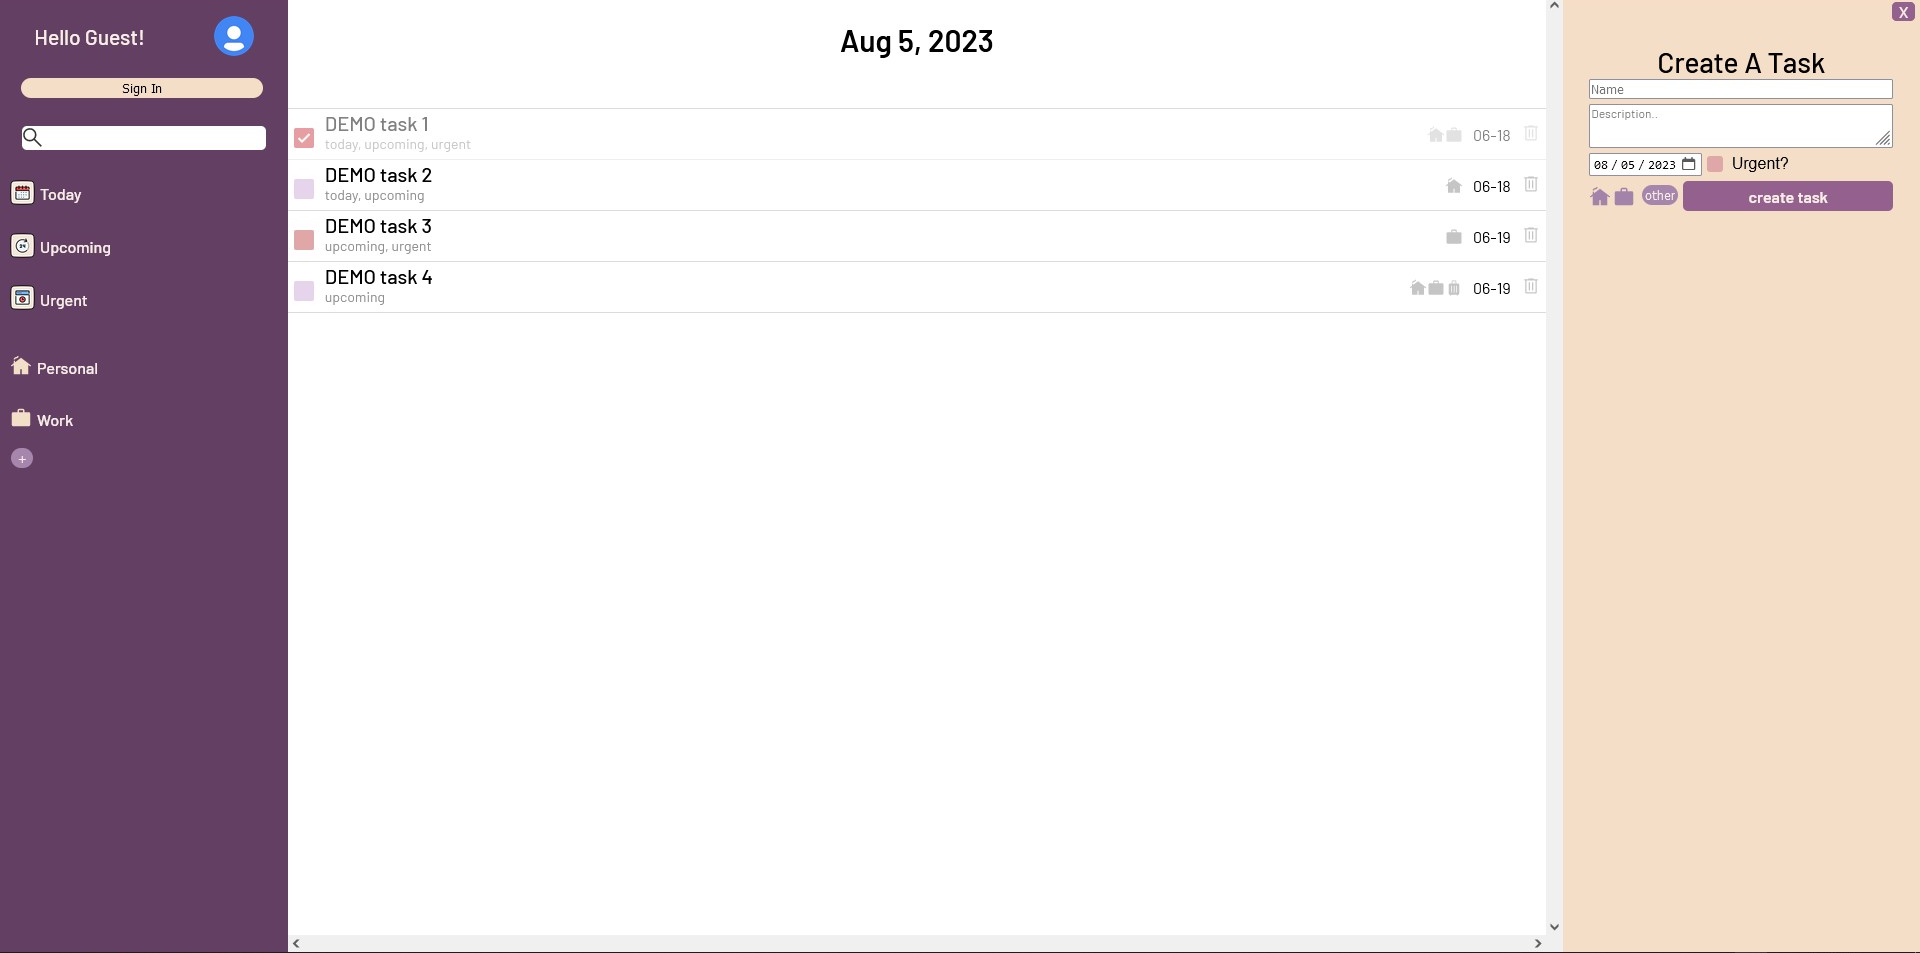 Hello Guest!
Sign In
Today
Upcoming
Urgent
Personal
Work
+
Aug 5, 2023
DEMO task 1
today, upcoming, urgent
06-18
DEMO task 2
today, upcoming
06-18
DEMO task 3
upcoming, urgent
06-19
DEMO task 4
upcoming
06-19
X
Create A Task
Name
Description..
08 / 05 / 2023
Urgent?
other
create task